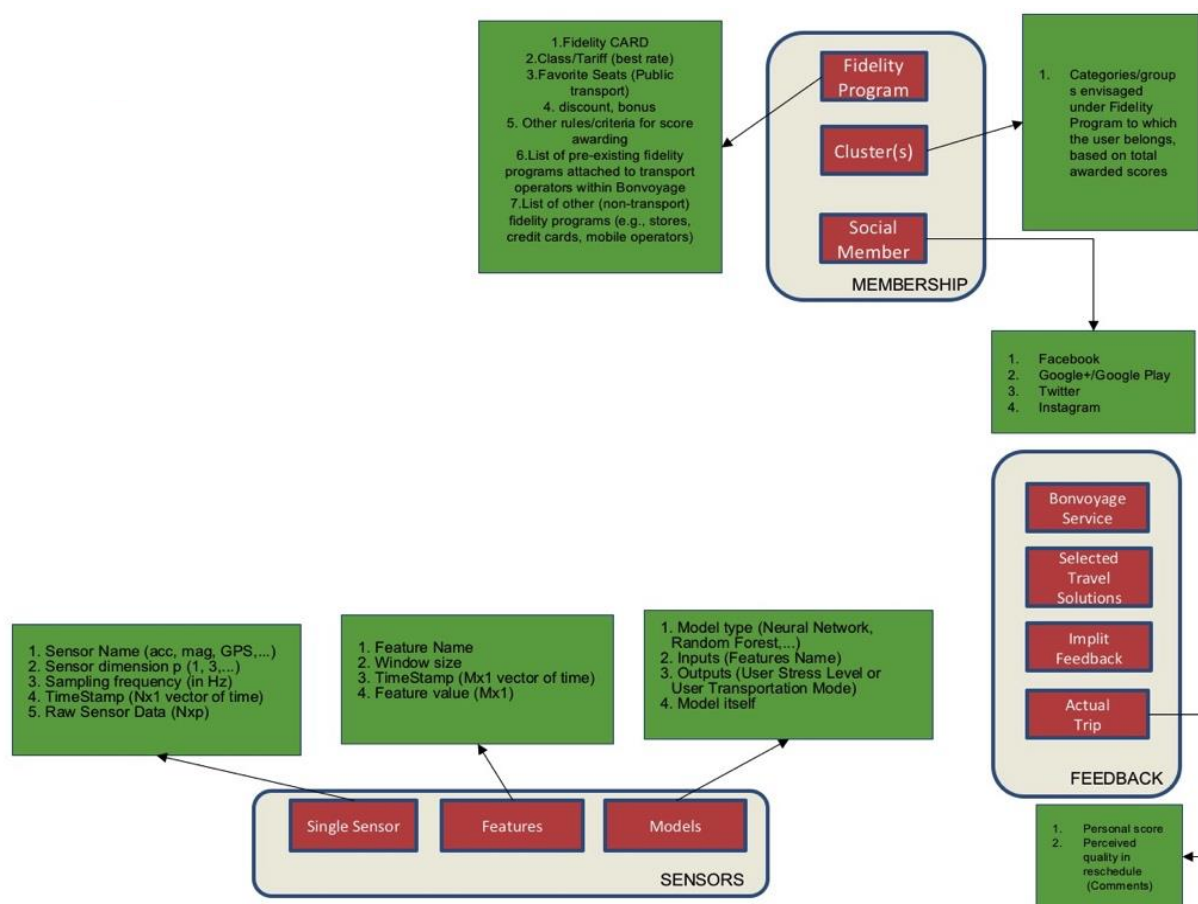 1.Fidelity CARD
2.Class/Tariff (best rate)
3.Favorite Seats (Public
transport)
4. discount, bonus
5. Other rules/criteria for score
awarding
6.List of pre-existing fidelity
programs attached to transport
operators within Bonvoyage
7.List of other (non-transport)
fidelity programs (e.g., stores,
credit cards, mobile operators)
Fidelity
Program
Cluster(s)
Social
Member
MEMBERSHIP
1. Categories/group
s envisaged
under Fidelity
Program to which
the user belongs,
based on total
awarded scores
1. Facebook
2. Google+/Google Play
3. Twitter
4. Instagram
Bonvoyage
Service
Selected
Travel
Solutions
Implit
Feedback
Actual
Trip
FEEDBACK
1. Personal score
2. Perceived
quality in
reschedule
(Comments)
1. Sensor Name (acc, mag, GPS,...)
2. Sensor dimension p (1, 3,...)
3. Sampling frequency (in Hz)
4. TimeStamp (Nx1 vector of time)
5. Raw Sensor Data (Nxp)
1. Feature Name
2. Window size
3. TimeStamp (Mx1 vector of time)
4. Feature value (Mx1)
1. Model type (Neural Network,
Random Forest,...)
2. Inputs (Features Name)
3. Outputs (User Stress Level or
User Transportation Mode)
4. Model itself
Single Sensor
Features
Models
SENSORS